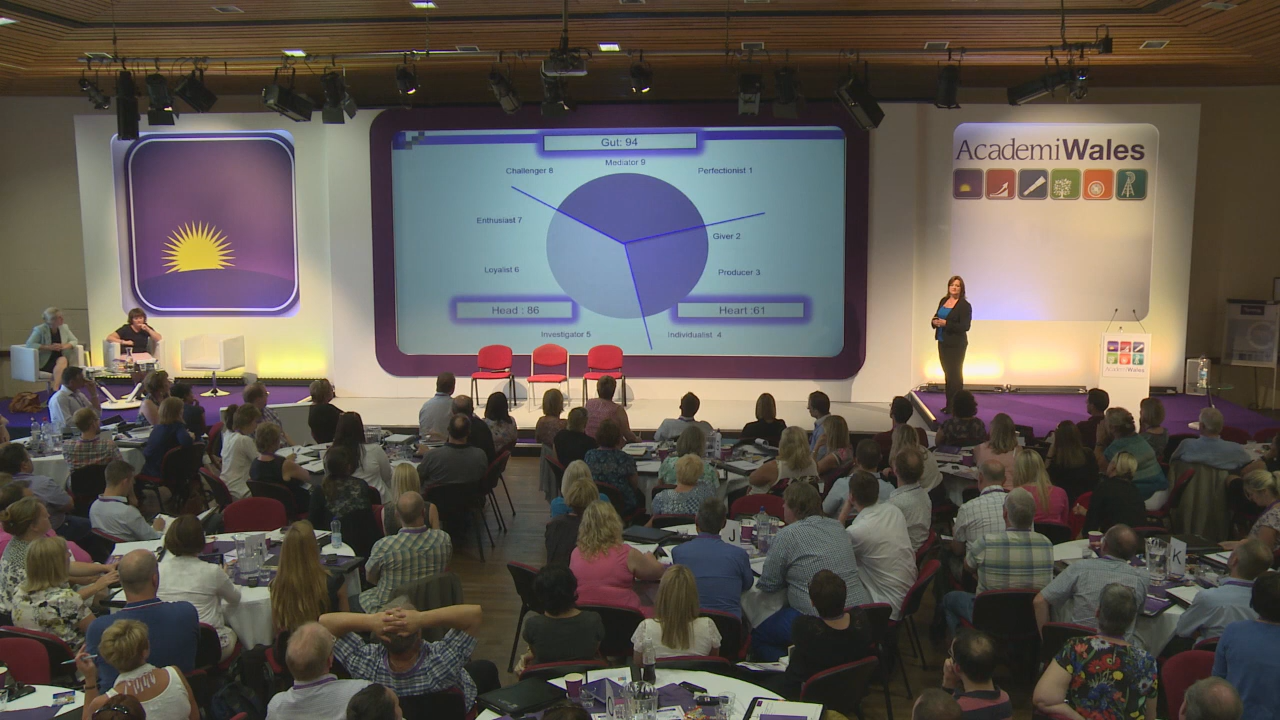 Gut: 94
Mediator 9
Challenger 8
Perfectionist 1
Enthusiast 7
Giver 2
Loyalist 6
Producer 3
Head : 86
Heart :61
Investigator 5
Individualist 4
AcademiWales
AcademiWales
J
K